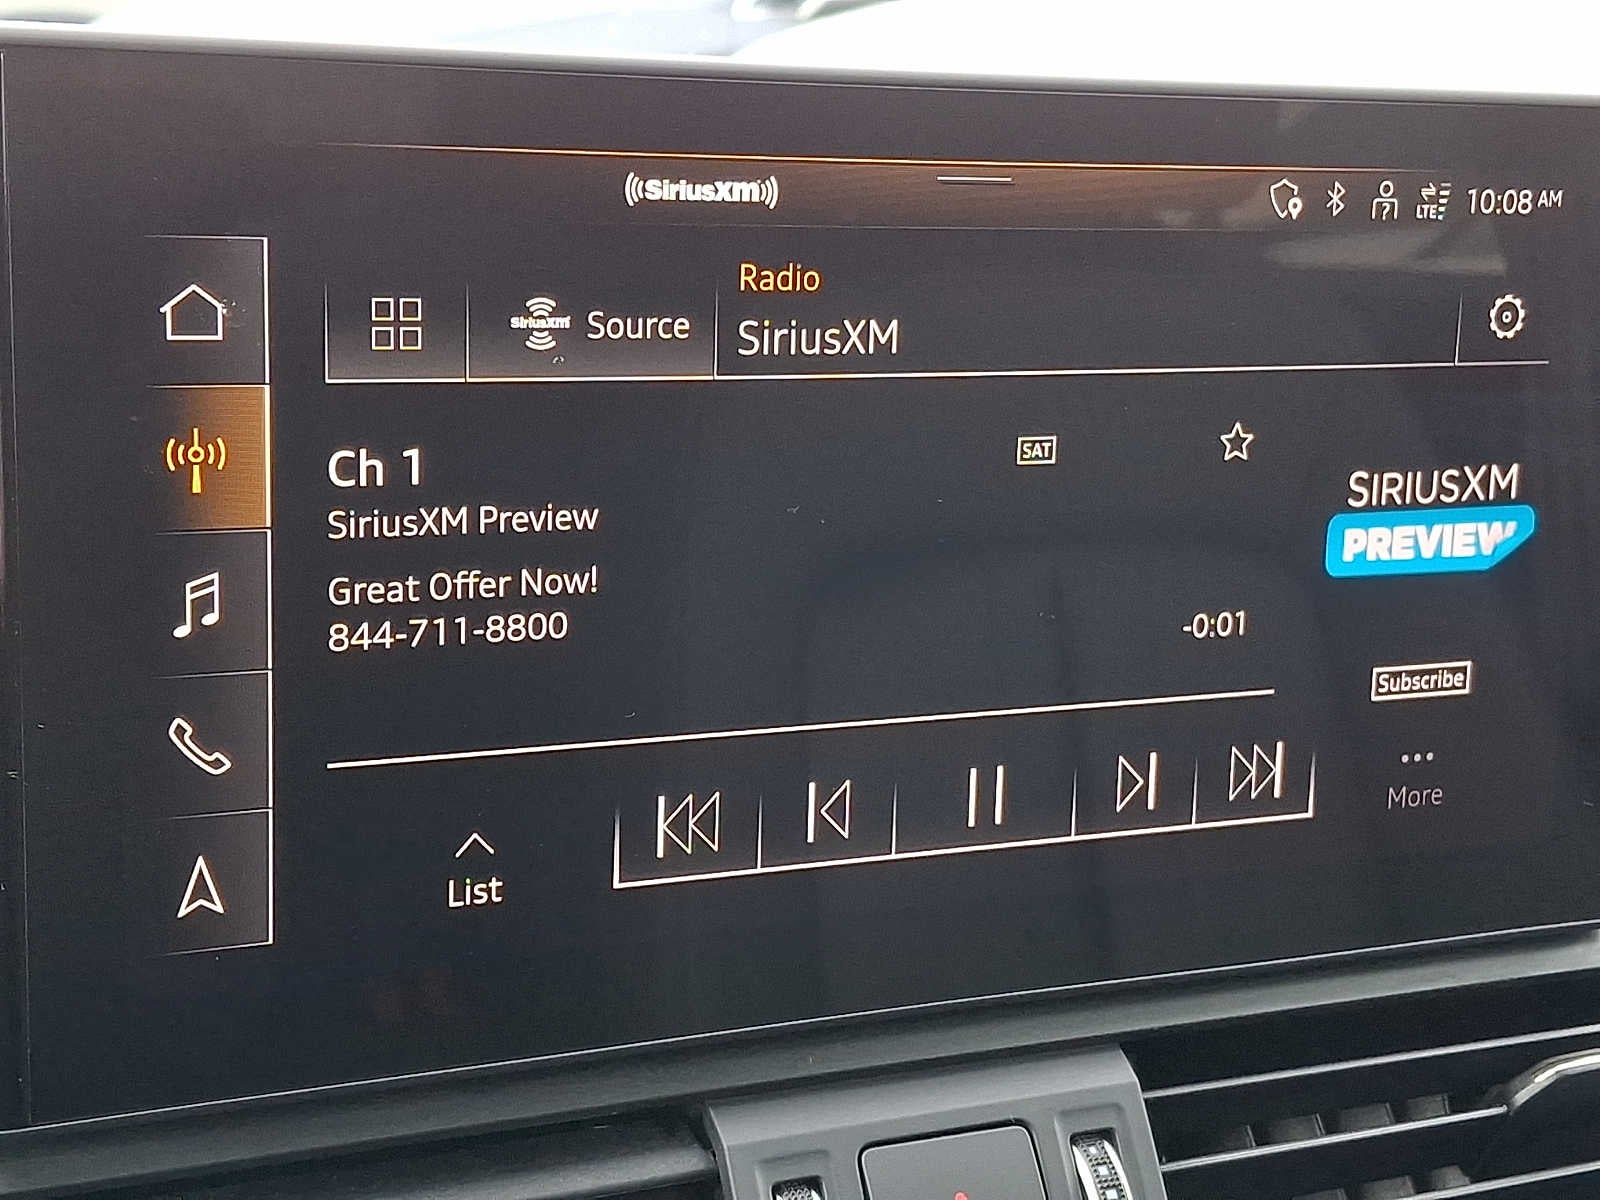 SiriusXM
LTE 10:08 AM
Radio
SiriusXM Source
SiriusXM
Ch 1
SAT
SiriusXM Preview
SIRIUSXM
PREVIEW
Great Offer Now!
844-711-8800
-0:01
Subscribe
More
List